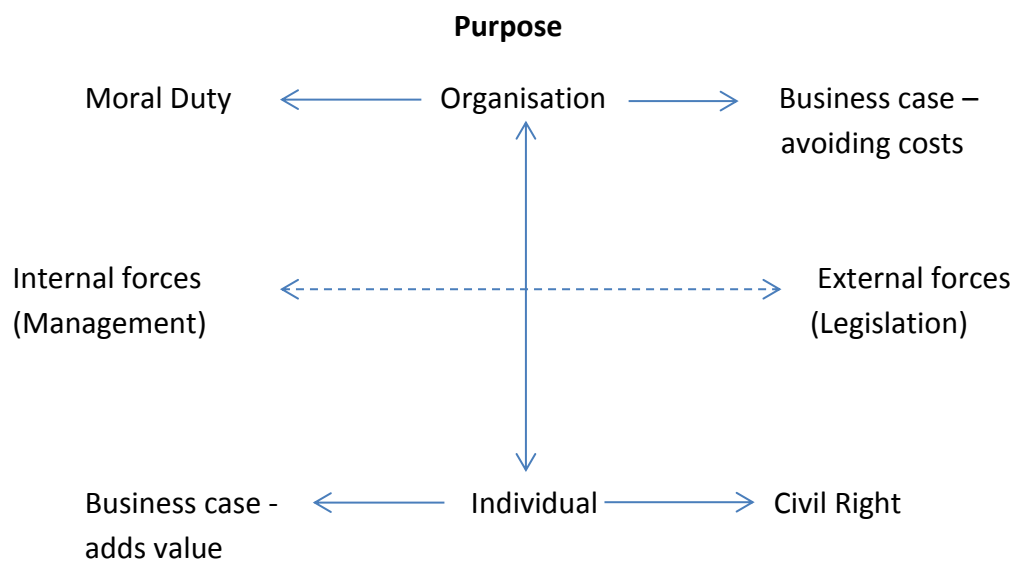 Purpose
Moral Duty Organisation Business case –
avoiding costs
Internal forces External forces
(Management) (Legislation)
Business case - Individual Civil Right
adds value